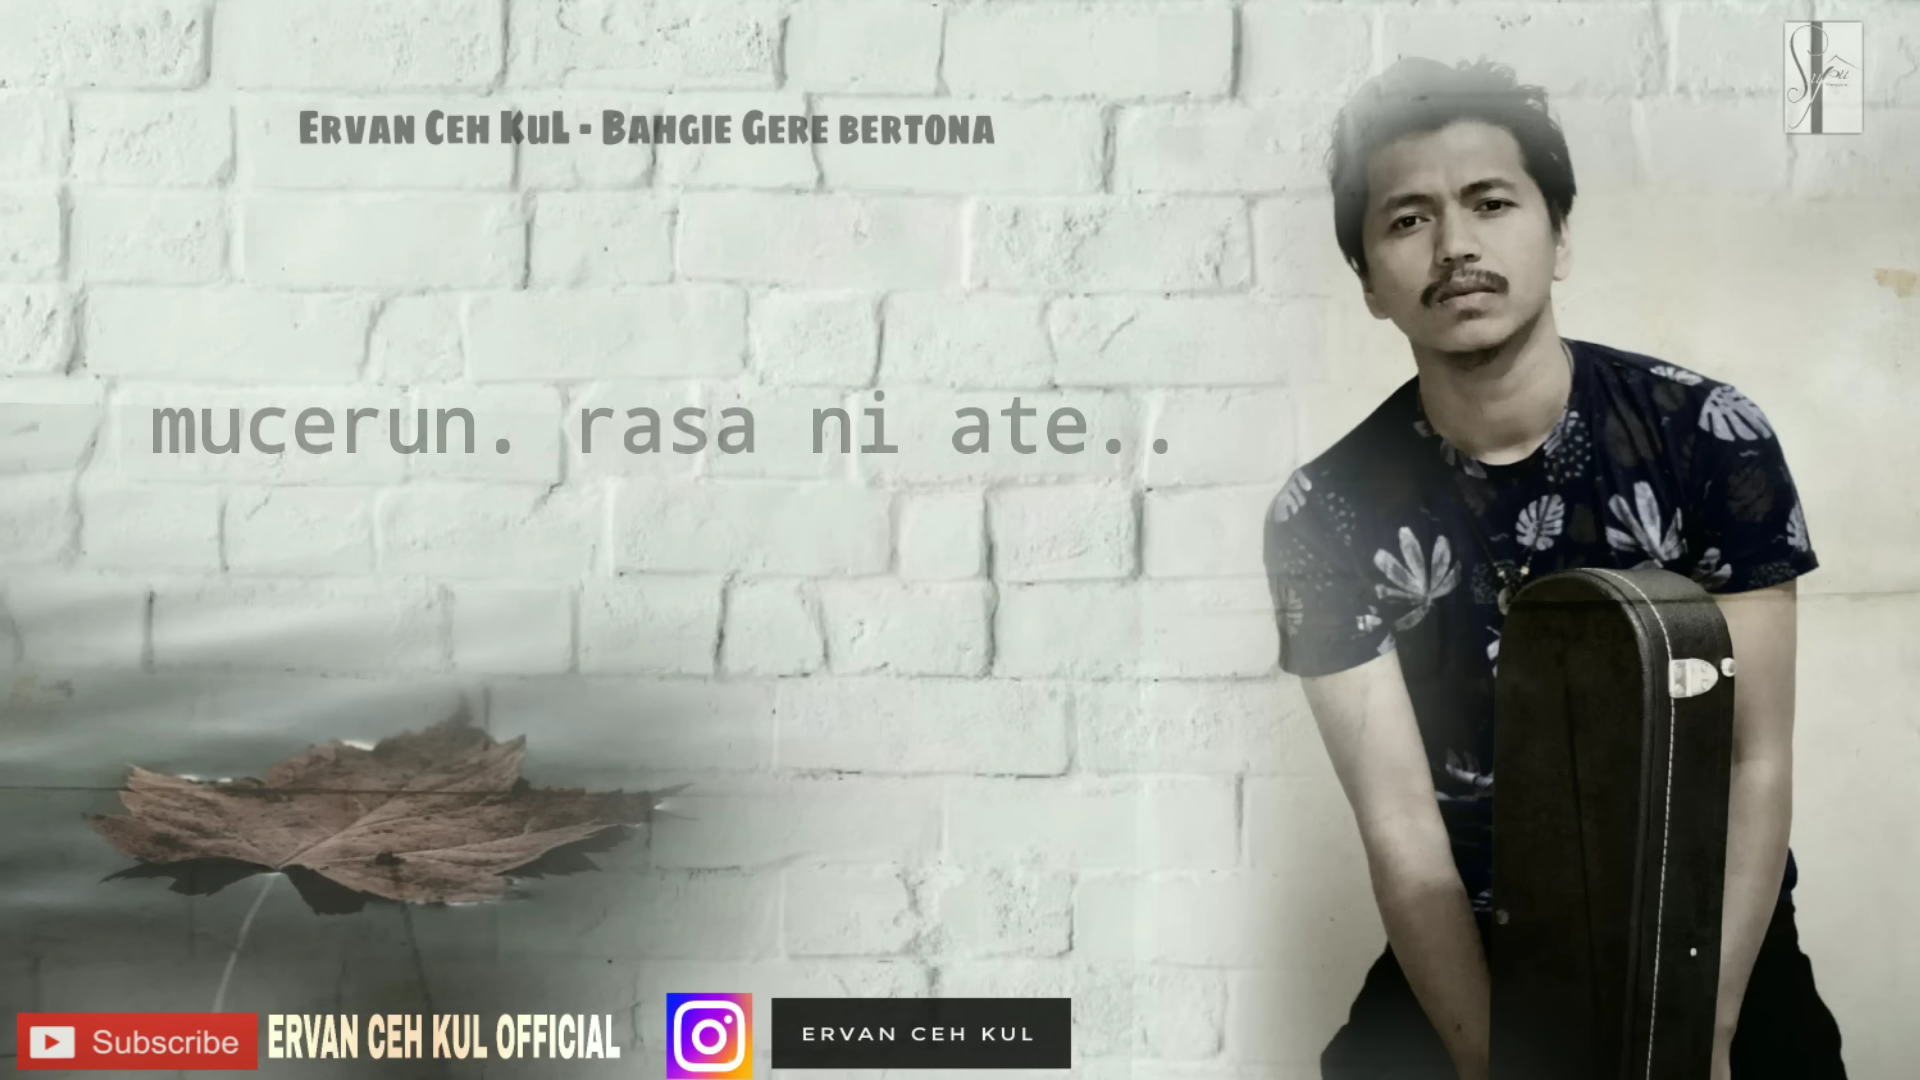 Ervan Ceh Kul - Bahgie Gere bertona
mucerun. rasa ni ate..
Subscribe
ERVAN CEH KUL OFFICIAL
ERVAN CEH KUL